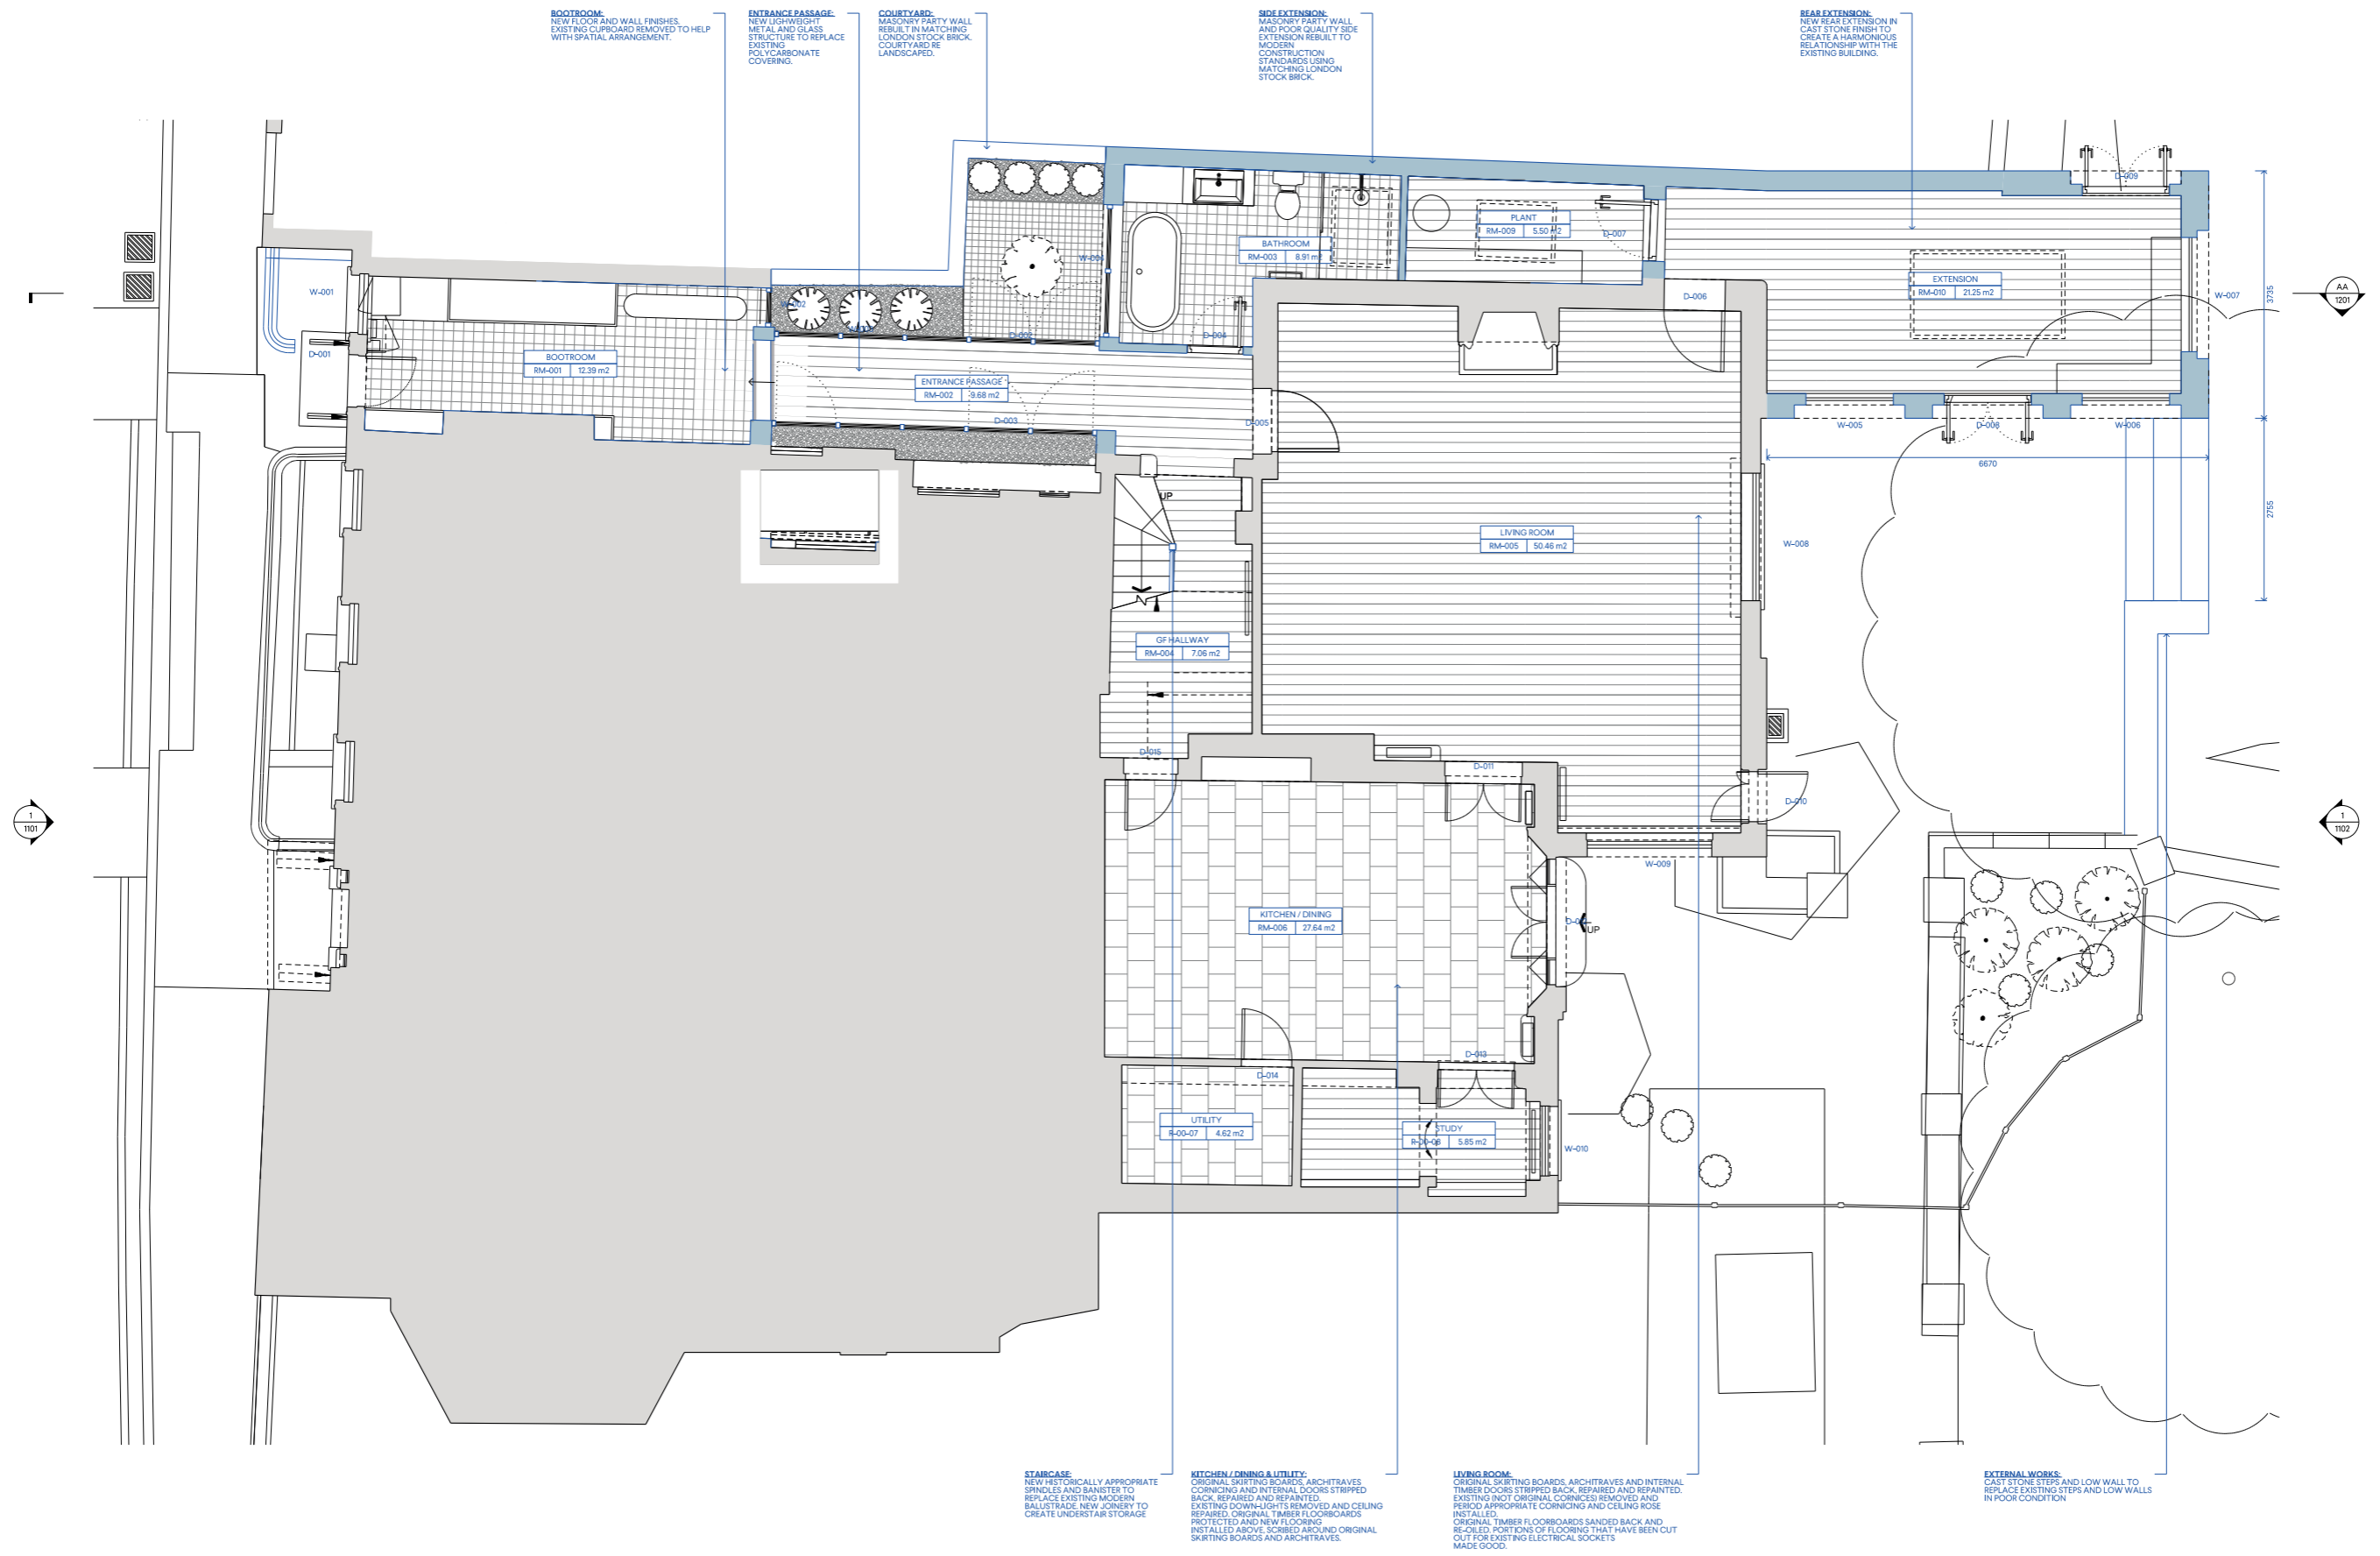 BOOTROOM:
NEW FLOOR AND WALL FINISHES.
EXISTING CUPBOARD REMOVED TO HELP
WITH SPATIAL ARRANGEMENT.
ENTRANCE PASSAGE:
NEW LIGHWEIGHT
METAL AND GLASS
STRUCTURE TO REPLACE
EXISTING
POLYCARBONATE
COVERING.
COURTYARD:
MASONRY PARTY WALL
REBUILT IN MATCHING
LONDON STOCK BRICK.
COURTYARD RE
LANDSCAPED.
SIDE EXTENSION:
MASONRY PARTY WALL
AND POOR QUALITY SIDE
EXTENSION REBUILT TO
MODERN
CONSTRUCTION
STANDARDS USING
MATCHING LONDON
STOCK BRICK.
REAR EXTENSION:
NEW REAR EXTENSION IN
CAST STONE FINISH TO
CREATE A HARMONIOUS
RELATIONSHIP WITH THE
EXISTING BUILDING.
D-009
PLANT
RM-009 5.50 m2
D-007
BATHROOM
RM-003 8.91 m2
EXTENSION
RM-010 21.25 m2
W-001
W-002
D-006
W-007
3735
AA
1201
D-004
D-001
BOOTROOM
RM-001 12.39 m2
ENTRANCE PASSAGE
RM-002 9.68 m2
D-003
D-005
W-005
D-008
W-006
6670
UP
2755
LIVING ROOM
RM-005 50.46 m2
W-008
GF HALLWAY
RM-004 7.06 m2
D-015
D-011
D-010
1
1101
1
1102
W-009
KITCHEN / DINING
RM-006 27.64 m2
UP
D-013
D-014
UTILITY
R-00-07 4.62 m2
STUDY
R-00-08 5.85 m2
W-010
STAIRCASE:
NEW HISTORICALLY APPROPRIATE
SPINDLES AND BANISTER TO
REPLACE EXISTING MODERN
BALUSTRADE. NEW JOINERY TO
CREATE UNDERSTAIR STORAGE
KITCHEN / DINING & UTILITY:
ORIGINAL SKIRTING BOARDS, ARCHITRAVES
CORNICING AND INTERNAL DOORS STRIPPED
BACK, REPAIRED AND REPAINTED.
EXISTING DOWN-LIGHTS REMOVED AND CEILING
REPAIRED. ORIGINAL TIMBER FLOORBOARDS
PROTECTED AND NEW FLOORING
INSTALLED ABOVE, SCRIBED AROUND ORIGINAL
SKIRTING BOARDS AND ARCHITRAVES.
LIVING ROOM:
ORIGINAL SKIRTING BOARDS, ARCHITRAVES AND INTERNAL
TIMBER DOORS STRIPPED BACK, REPAIRED AND REPAINTED.
EXISTING (NOT ORIGINAL CORNICES) REMOVED AND
PERIOD APPROPRIATE CORNICING AND CEILING ROSE
INSTALLED.
ORIGINAL TIMBER FLOORBOARDS SANDED BACK AND
RE-OILED. PORTIONS OF FLOORING THAT HAVE BEEN CUT
OUT FOR EXISTING ELECTRICAL SOCKETS
MADE GOOD.
EXTERNAL WORKS:
CAST STONE STEPS AND LOW WALL TO
REPLACE EXISTING STEPS AND LOW WALLS
IN POOR CONDITION